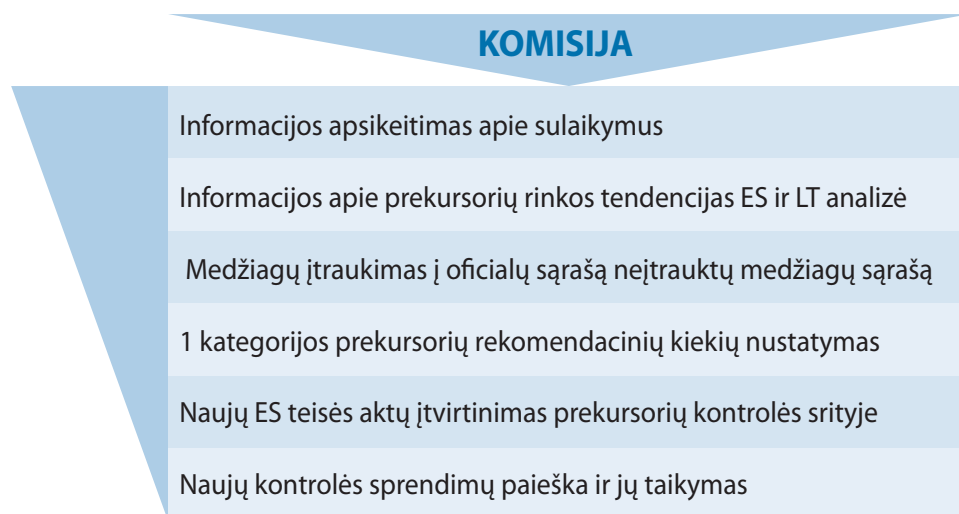 KOMISIJA
Informacijos apsikeitimas apie sulaikymus
Informacijos apie prekursorių rinkos tendencijas ES ir LT analizė
Medžiagų įtraukimas į oficialų sąrašą neįtrauktų medžiagų sąrašą
1 kategorijos prekursorių rekomendacinių kiekių nustatymas
Naujų ES teisės aktų įtvirtinimas prekursorių kontrolės srityje
Naujų kontrolės sprendimų paieška ir jų taikymas